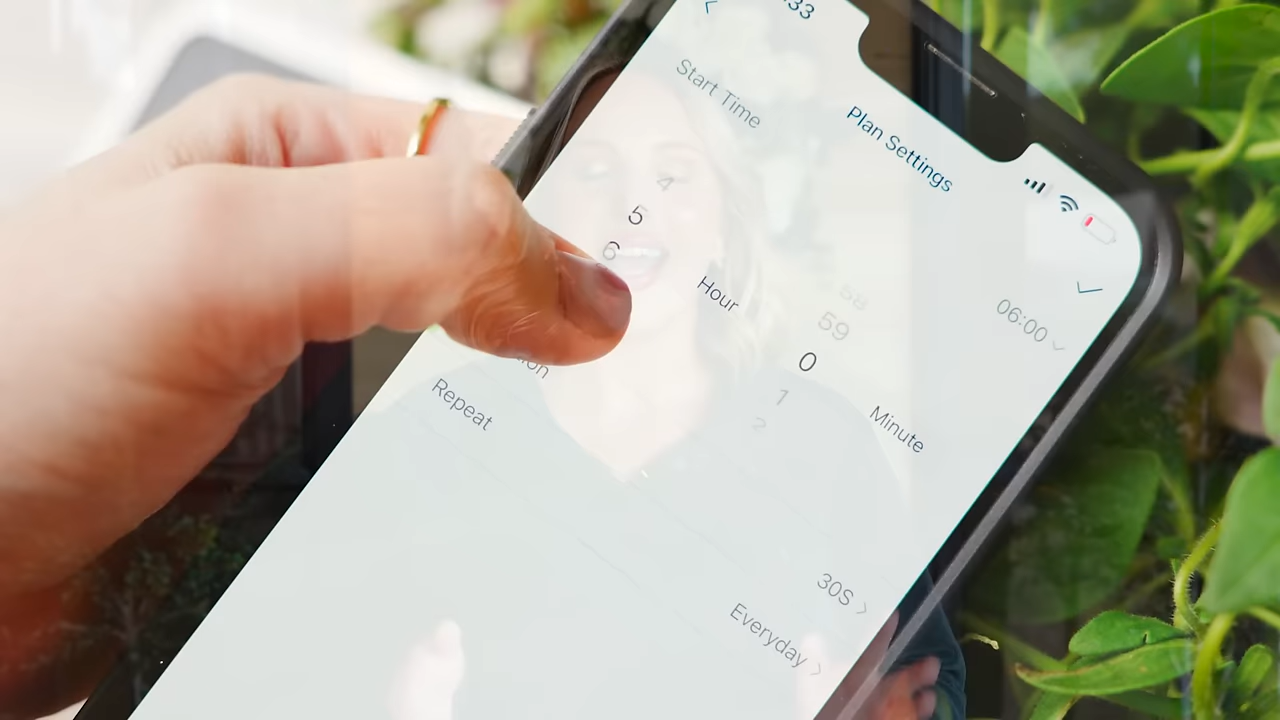 :33
Plan Settings
Start Time
06:00
4
5
6
Hour
58
59
0
1
2
Minute
30S
Repeat
Everyday